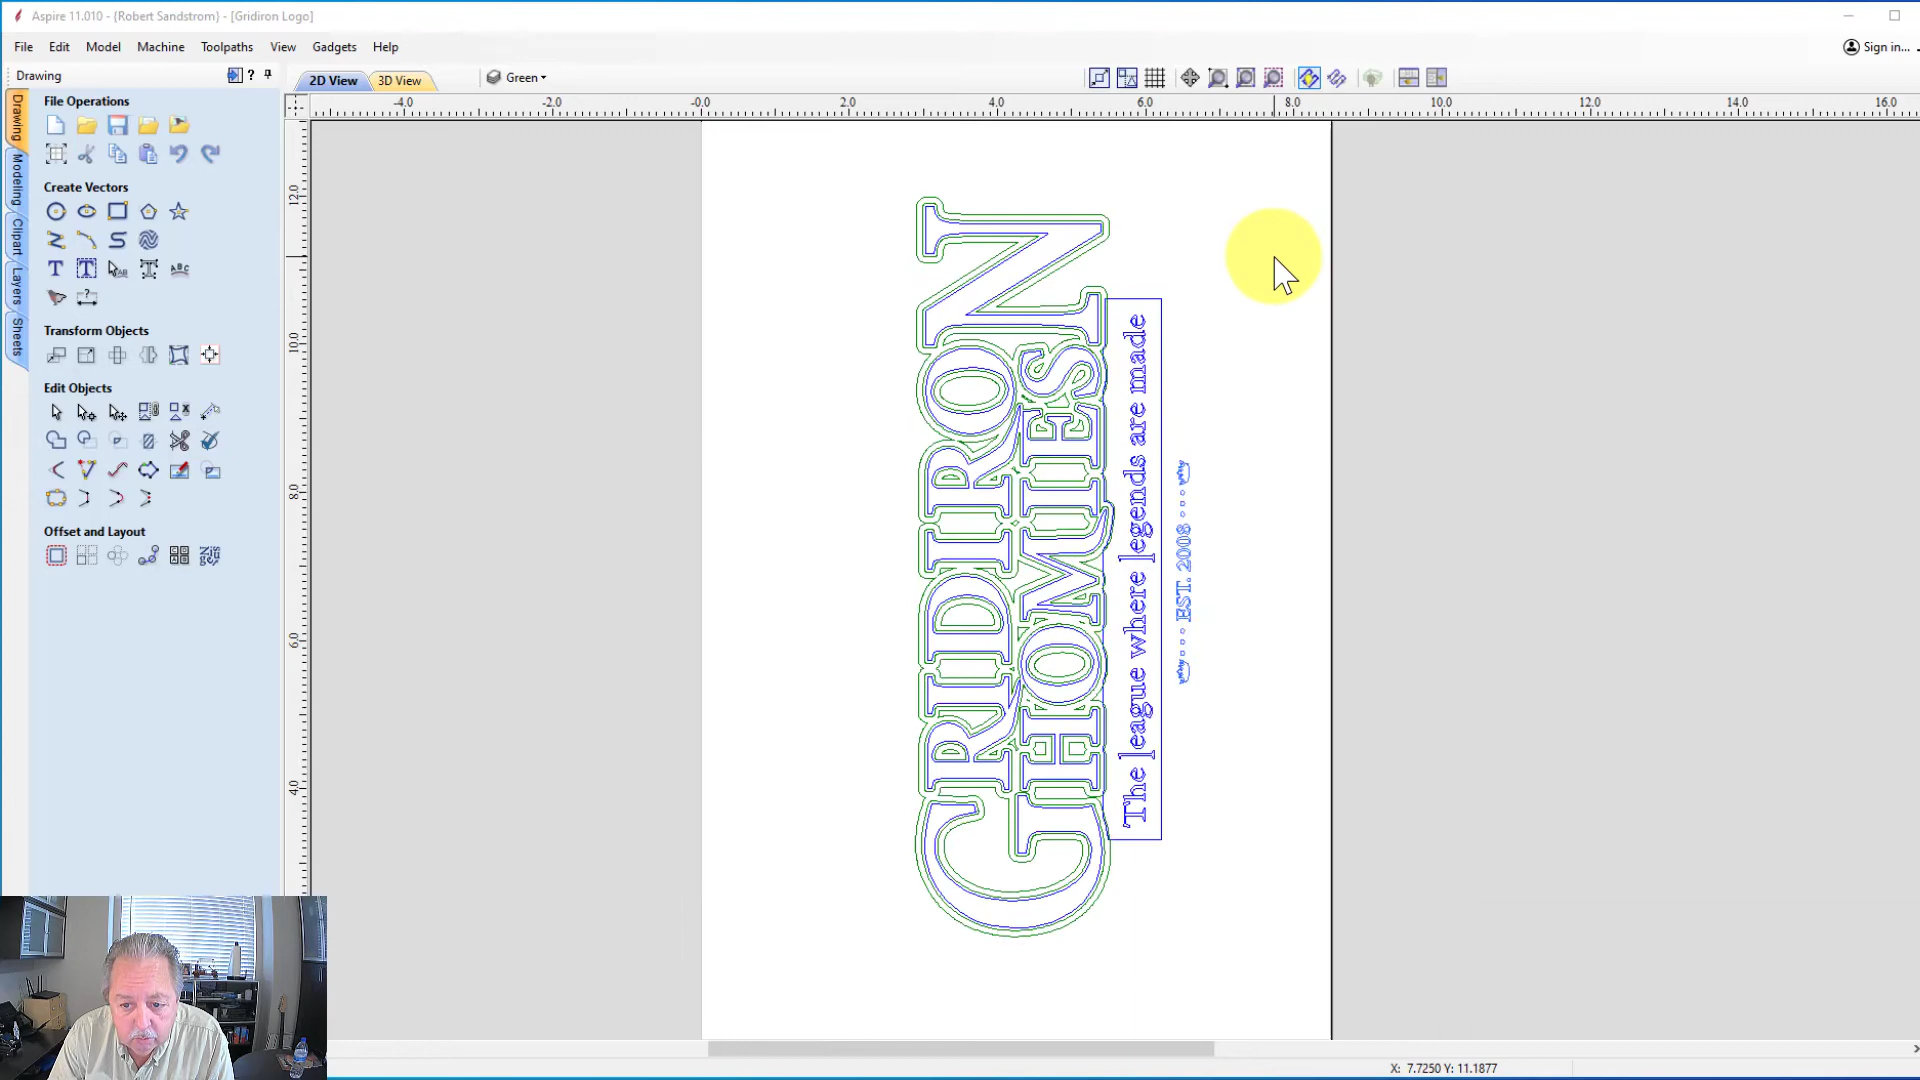 Aspire 11.010 - {Robert Sandstrom} - [Gridiron Logo]
File Edit Model Machine Toolpaths View Gadgets Help
Sign in...
Drawing ?
2D View 3D View
Green
-4.0 -2.0 -0.0 2.0 4.0 6.0 8.0 10.0 12.0 14.0 16.0
Drawing
Modeling
Clipart
Layers
Sheets
File Operations
Create Vectors
Transform Objects
Edit Objects
Offset and Layout
12.0
10.0
8.0
6.0
4.0
GRIDIRON
The league where legends are made
EST. 2008
X: 7.7250 Y: 11.1877